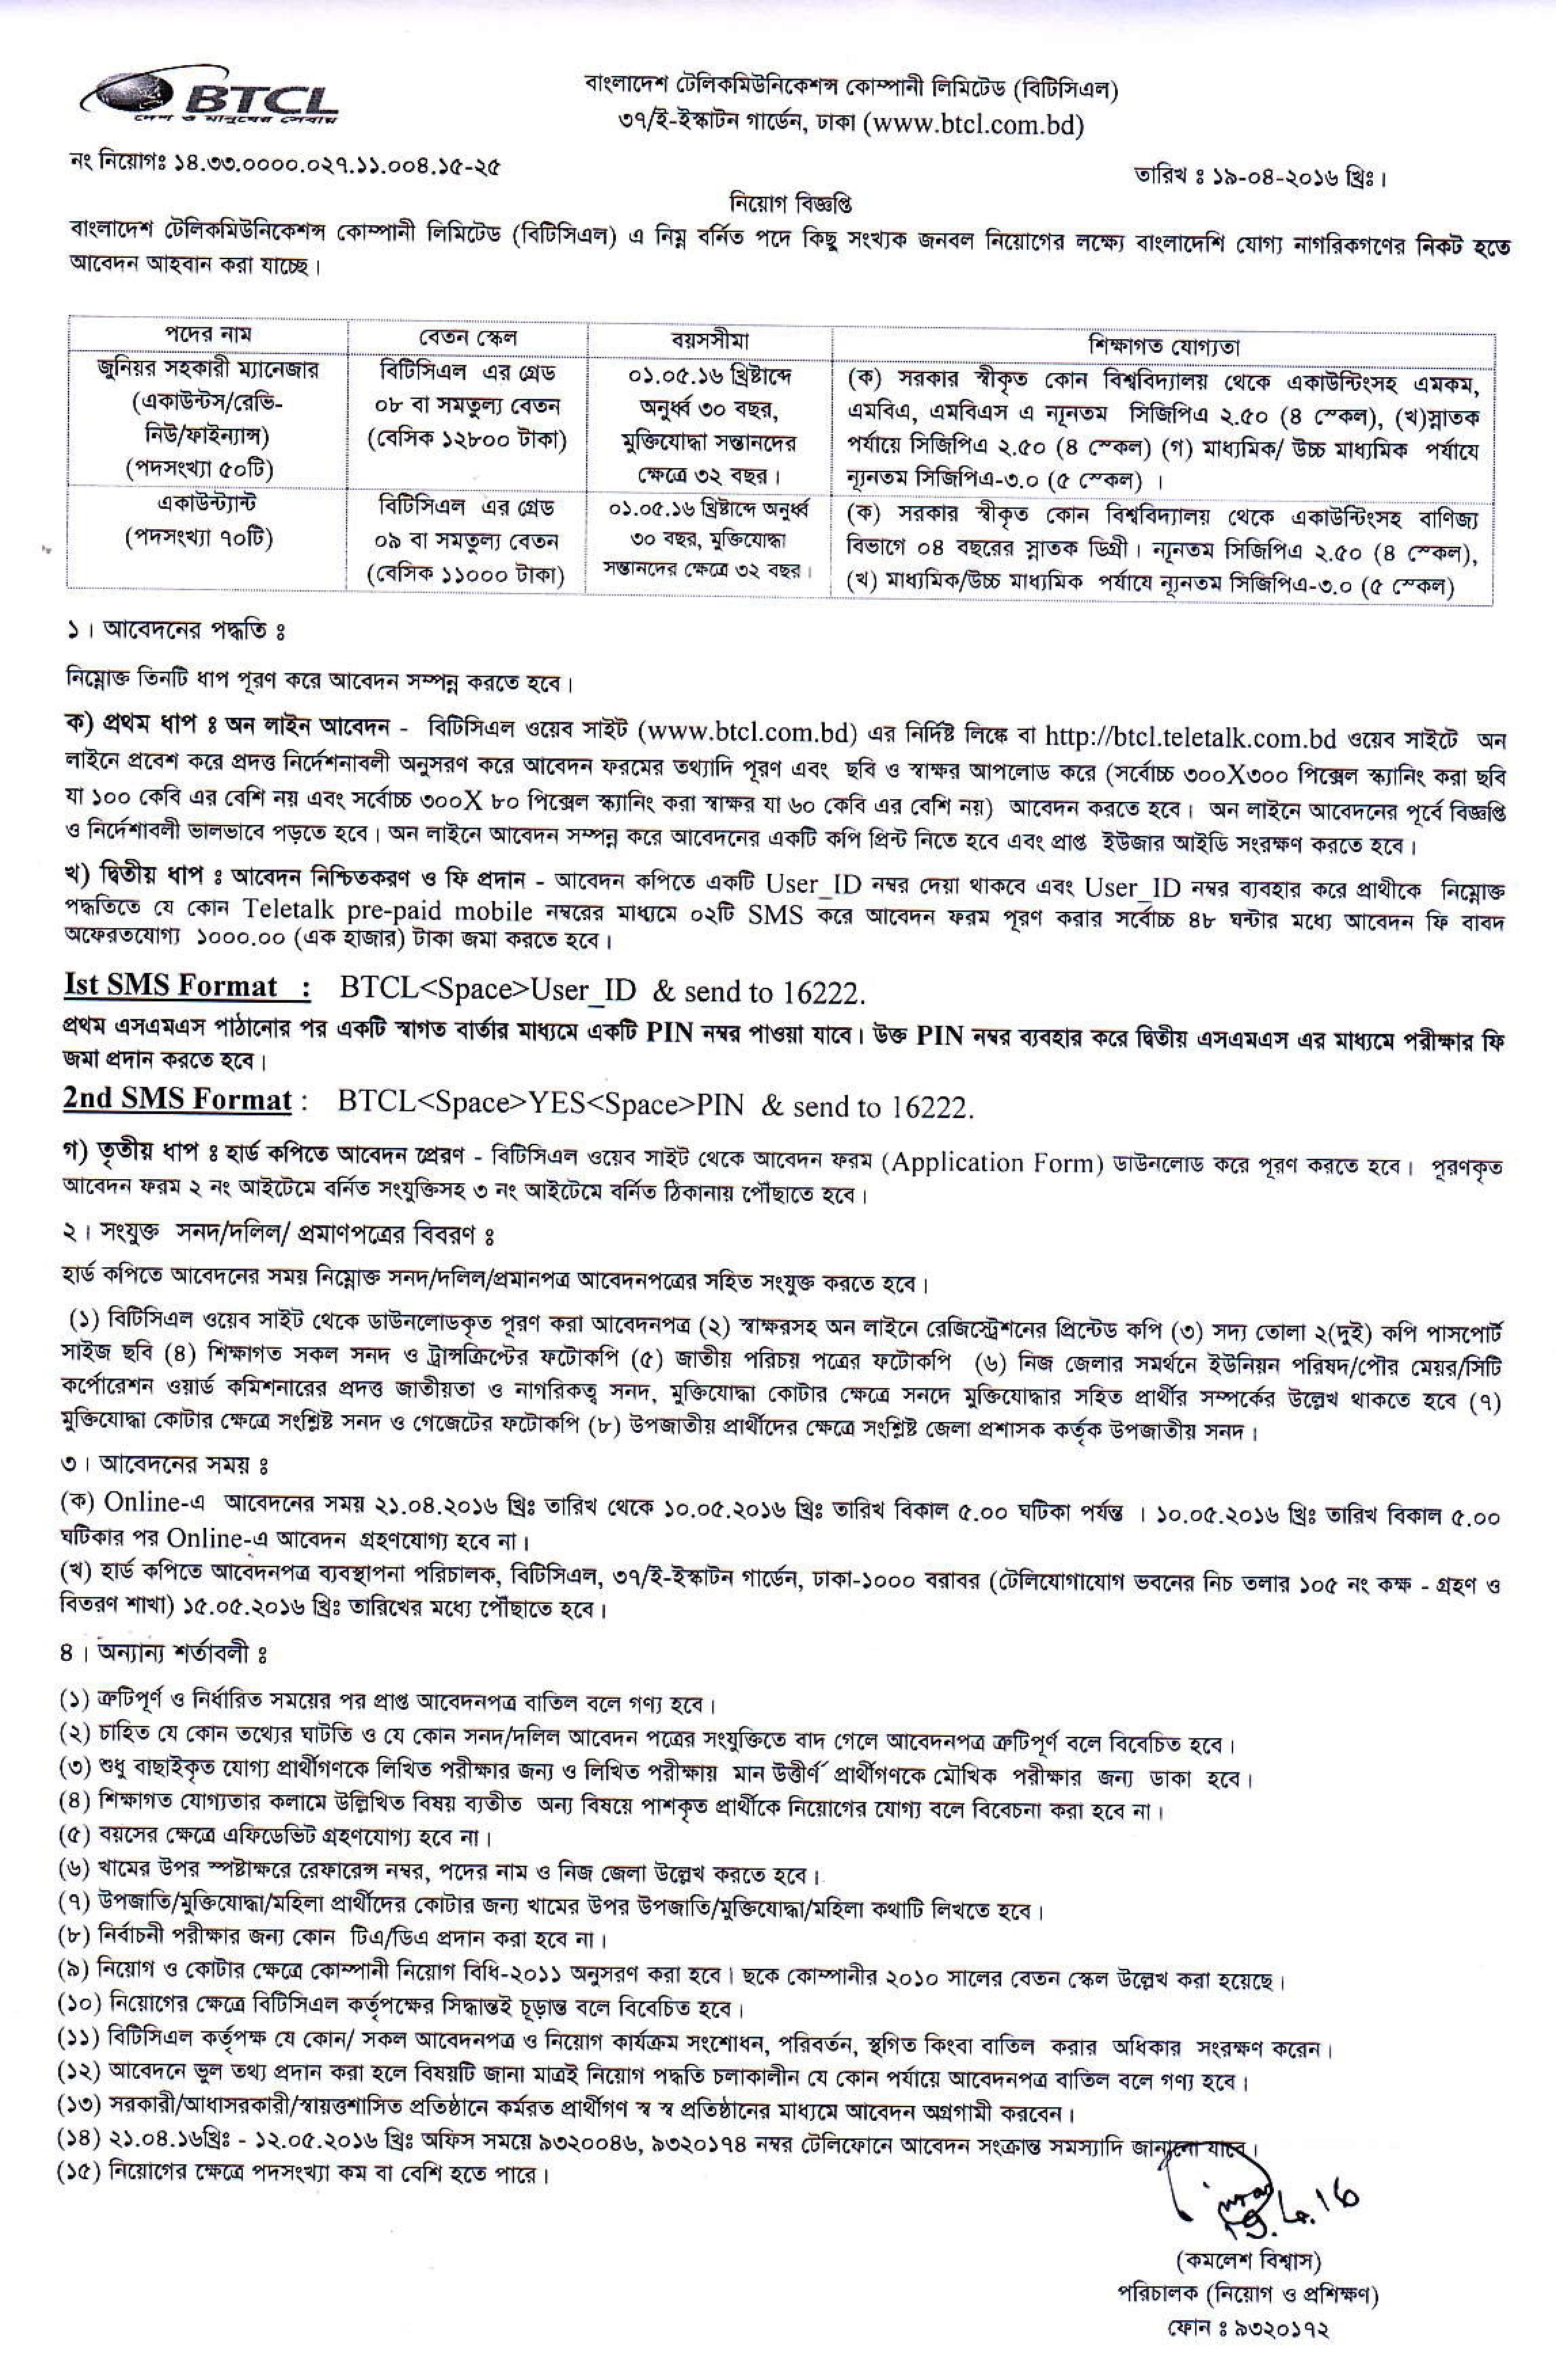 BTCL
দেশ ও মানুষের সেবায়
বাংলাদেশ টেলিকমিউনিকেশন্স কোম্পানী লিমিটেড (বিটিসিএল)
৩৭/ই-ইস্কাটন গার্ডেন, ঢাকা (www.btcl.com.bd)
নং নিয়োগঃ ১৪.৩৩.০০০০.০২৭.১১.০০৪.১৫-২৫
তারিখ ঃ ১৯-০৪-২০১৬ খ্রিঃ।
নিয়োগ বিজ্ঞপ্তি
বাংলাদেশ টেলিকমিউনিকেশন্স কোম্পানী লিমিটেড (বিটিসিএল) এ নিম্ন বর্নিত পদে কিছু সংখ্যক জনবল নিয়োগের লক্ষ্যে বাংলাদেশি যোগ্য নাগরিকগণের নিকট হতে
আবেদন আহবান করা যাচ্ছে।
পদের নাম
বেতন স্কেল
বয়সসীমা
শিক্ষাগত যোগ্যতা
জুনিয়র সহকারী ম্যানেজার
(একাউন্টস/রেভি-
নিউ/ফাইন্যান্স)
(পদসংখ্যা ৫০টি)
বিটিসিএল এর গ্রেড
০৮ বা সমতুল্য বেতন
(বেসিক ১২৮০০ টাকা)
০১.০৫.১৬ খ্রিষ্টাব্দে
অনুর্ধ্ব ৩০ বছর,
মুক্তিযোদ্ধা সন্তানদের
ক্ষেত্রে ৩২ বছর।
(ক) সরকার স্বীকৃত কোন বিশ্ববিদ্যালয় থেকে একাউন্টিংসহ এমকম,
এমবিএ, এমবিএস এ ন্যূনতম সিজিপিএ ২.৫০ (৪ স্কেল), (খ)স্নাতক
পর্যায়ে সিজিপিএ ২.৫০ (৪ স্কেল) (গ) মাধ্যমিক/ উচ্চ মাধ্যমিক পর্যায়ে
ন্যূনতম সিজিপিএ-৩.০ (৫ স্কেল) ।
একাউন্ট্যান্ট
(পদসংখ্যা ৭০টি)
বিটিসিএল এর গ্রেড
০৯ বা সমতুল্য বেতন
(বেসিক ১১০০০ টাকা)
০১.০৫.১৬ খ্রিষ্টাব্দে অনুর্ধ্ব
৩০ বছর, মুক্তিযোদ্ধা
সন্তানদের ক্ষেত্রে ৩২ বছর।
(ক) সরকার স্বীকৃত কোন বিশ্ববিদ্যালয় থেকে একাউন্টিংসহ বাণিজ্য
বিভাগে ০৪ বছরের স্নাতক ডিগ্রী। ন্যূনতম সিজিপিএ ২.৫০ (৪ স্কেল),
(খ) মাধ্যমিক/উচ্চ মাধ্যমিক পর্যায়ে ন্যূনতম সিজিপিএ-৩.০ (৫ স্কেল)
১। আবেদনের পদ্ধতি ঃ
নিম্নোক্ত তিনটি ধাপ পূরণ করে আবেদন সম্পন্ন করতে হবে।
ক) প্রথম ধাপ ঃ অন লাইন আবেদন - বিটিসিএল ওয়েব সাইট (www.btcl.com.bd) এর নির্দিষ্ট লিঙ্কে বা http://btcl.teletalk.com.bd ওয়েব সাইটে অন
লাইনে প্রবেশ করে প্রদত্ত নির্দেশনাবলী অনুসরণ করে আবেদন ফরমের তথ্যাদি পূরণ এবং ছবি ও স্বাক্ষর আপলোড করে (সর্বোচ্চ ৩০০X৩০০ পিক্সেল স্ক্যানিং করা ছবি
যা ১০০ কেবি এর বেশি নয় এবং সর্বোচ্চ ৩০০X ৮০ পিক্সেল স্ক্যানিং করা স্বাক্ষর যা ৬০ কেবি এর বেশি নয়) আবেদন করতে হবে। অন লাইনে আবেদনের পূর্বে বিজ্ঞপ্তি
ও নির্দেশাবলী ভালভাবে পড়তে হবে। অন লাইনে আবেদন সম্পন্ন করে আবেদনের একটি কপি প্রিন্ট নিতে হবে এবং প্রাপ্ত ইউজার আইডি সংরক্ষণ করতে হবে।
খ) দ্বিতীয় ধাপ ঃ আবেদন নিশ্চিতকরণ ও ফি প্রদান - আবেদন কপিতে একটি User_ID নম্বর দেয়া থাকবে এবং User_ID নম্বর ব্যবহার করে প্রার্থীকে নিম্নোক্ত
পদ্ধতিতে যে কোন Teletalk pre-paid mobile নম্বরের মাধ্যমে ০২টি SMS করে আবেদন ফরম পূরণ করার সর্বোচ্চ ৪৮ ঘন্টার মধ্যে আবেদন ফি বাবদ
অফেরতযোগ্য ১০০০.০০ (এক হাজার) টাকা জমা করতে হবে।
Ist SMS Format : BTCL<Space>User_ID & send to 16222.
প্রথম এসএমএস পাঠানোর পর একটি স্বাগত বার্তার মাধ্যমে একটি PIN নম্বর পাওয়া যাবে। উক্ত PIN নম্বর ব্যবহার করে দ্বিতীয় এসএমএস এর মাধ্যমে পরীক্ষার ফি
জমা প্রদান করতে হবে।
2nd SMS Format : BTCL<Space>YES<Space>PIN & send to 16222.
গ) তৃতীয় ধাপ ঃ হার্ড কপিতে আবেদন প্রেরণ - বিটিসিএল ওয়েব সাইট থেকে আবেদন ফরম (Application Form) ডাউনলোড করে পূরণ করতে হবে। পূরণকৃত
আবেদন ফরম ২ নং আইটেমে বর্নিত সংযুক্তিসহ ৩ নং আইটেমে বর্নিত ঠিকানায় পৌঁছাতে হবে।
২। সংযুক্ত সনদ/দলিল/ প্রমাণপত্রের বিবরণ ঃ
হার্ড কপিতে আবেদনের সময় নিম্নোক্ত সনদ/দলিল/প্রমানপত্র আবেদনপত্রের সহিত সংযুক্ত করতে হবে।
(১) বিটিসিএল ওয়েব সাইট থেকে ডাউনলোডকৃত পূরণ করা আবেদনপত্র (২) স্বাক্ষরসহ অন লাইনে রেজিস্ট্রেশনের প্রিন্টেড কপি (৩) সদ্য তোলা ২(দুই) কপি পাসপোর্ট
সাইজ ছবি (৪) শিক্ষাগত সকল সনদ ও ট্রান্সক্রিপ্টের ফটোকপি (৫) জাতীয় পরিচয় পত্রের ফটোকপি (৬) নিজ জেলার সমর্থনে ইউনিয়ন পরিষদ/পৌর মেয়র/সিটি
কর্পোরেশন ওয়ার্ড কমিশনারের প্রদত্ত জাতীয়তা ও নাগরিকত্ব সনদ, মুক্তিযোদ্ধা কোটার ক্ষেত্রে সনদে মুক্তিযোদ্ধার সহিত প্রার্থীর সম্পর্কের উল্লেখ থাকতে হবে (৭)
মুক্তিযোদ্ধা কোটার ক্ষেত্রে সংশ্লিষ্ট সনদ ও গেজেটের ফটোকপি (৮) উপজাতীয় প্রার্থীদের ক্ষেত্রে সংশ্লিষ্ট জেলা প্রশাসক কর্তৃক উপজাতীয় সনদ।
৩। আবেদনের সময় ঃ
(ক) Online-এ আবেদনের সময় ২১.০৪.২০১৬ খ্রিঃ তারিখ থেকে ১০.০৫.২০১৬ খ্রিঃ তারিখ বিকাল ৫.০০ ঘটিকা পর্যন্ত । ১০.০৫.২০১৬ খ্রিঃ তারিখ বিকাল ৫.০০
ঘটিকার পর Online-এ আবেদন গ্রহণযোগ্য হবে না।
(খ) হার্ড কপিতে আবেদনপত্র ব্যবস্থাপনা পরিচালক, বিটিসিএল, ৩৭/ই-ইস্কাটন গার্ডেন, ঢাকা-১০০০ বরাবর (টেলিযোগাযোগ ভবনের নিচ তলার ১০৫ নং কক্ষ - গ্রহণ ও
বিতরণ শাখা) ১৫.০৫.২০১৬ খ্রিঃ তারিখের মধ্যে পৌঁছাতে হবে।
৪। অন্যান্য শর্তাবলী ঃ
(১) ত্রুটিপূর্ণ ও নির্ধারিত সময়ের পর প্রাপ্ত আবেদনপত্র বাতিল বলে গণ্য হবে।
(২) চাহিত যে কোন তথ্যের ঘাটতি ও যে কোন সনদ/দলিল আবেদন পত্রের সংযুক্তিতে বাদ গেলে আবেদনপত্র ত্রুটিপূর্ণ বলে বিবেচিত হবে।
(৩) শুধু বাছাইকৃত যোগ্য প্রার্থীগণকে লিখিত পরীক্ষার জন্য ও লিখিত পরীক্ষায় মান উত্তীর্ণ প্রার্থীগণকে মৌখিক পরীক্ষার জন্য ডাকা হবে।
(৪) শিক্ষাগত যোগ্যতার কলামে উল্লিখিত বিষয় ব্যতীত অন্য বিষয়ে পাশকৃত প্রার্থীকে নিয়োগের যোগ্য বলে বিবেচনা করা হবে না।
(৫) বয়সের ক্ষেত্রে এফিডেভিট গ্রহণযোগ্য হবে না।
(৬) খামের উপর স্পষ্টাক্ষরে রেফারেন্স নম্বর, পদের নাম ও নিজ জেলা উল্লেখ করতে হবে।
(৭) উপজাতি/মুক্তিযোদ্ধা/মহিলা প্রার্থীদের কোটার জন্য খামের উপর উপজাতি/মুক্তিযোদ্ধা/মহিলা কথাটি লিখতে হবে।
(৮) নির্বাচনী পরীক্ষার জন্য কোন টিএ/ডিএ প্রদান করা হবে না।
(৯) নিয়োগ ও কোটার ক্ষেত্রে কোম্পানী নিয়োগ বিধি-২০১১ অনুসরণ করা হবে। ছকে কোম্পানীর ২০১০ সালের বেতন স্কেল উল্লেখ করা হয়েছে।
(১০) নিয়োগের ক্ষেত্রে বিটিসিএল কর্তৃপক্ষের সিদ্ধান্তই চূড়ান্ত বলে বিবেচিত হবে।
(১১) বিটিসিএল কর্তৃপক্ষ যে কোন/ সকল আবেদনপত্র ও নিয়োগ কার্যক্রম সংশোধন, পরিবর্তন, স্থগিত কিংবা বাতিল করার অধিকার সংরক্ষণ করেন।
(১২) আবেদনে ভুল তথ্য প্রদান করা হলে বিষয়টি জানা মাত্রই নিয়োগ পদ্ধতি চলাকালীন যে কোন পর্যায়ে আবেদনপত্র বাতিল বলে গণ্য হবে।
(১৩) সরকারী/আধাসরকারী/স্বায়ত্তশাসিত প্রতিষ্ঠানে কর্মরত প্রার্থীগণ স্ব স্ব প্রতিষ্ঠানের মাধ্যমে আবেদন অগ্রগামী করবেন।
(১৪) ২১.০৪.১৬খ্রিঃ - ১২.০৫.২০১৬ খ্রিঃ অফিস সময়ে ৯৩২০০৪৬, ৯৩২০১৭৪ নম্বর টেলিফোনে আবেদন সংক্রান্ত সমস্যাদি জানানো যাবে।
(১৫) নিয়োগের ক্ষেত্রে পদসংখ্যা কম বা বেশি হতে পারে।
(কমলেশ বিশ্বাস)
পরিচালক (নিয়োগ ও প্রশিক্ষণ)
ফোন ঃ ৯৩২০১৭২